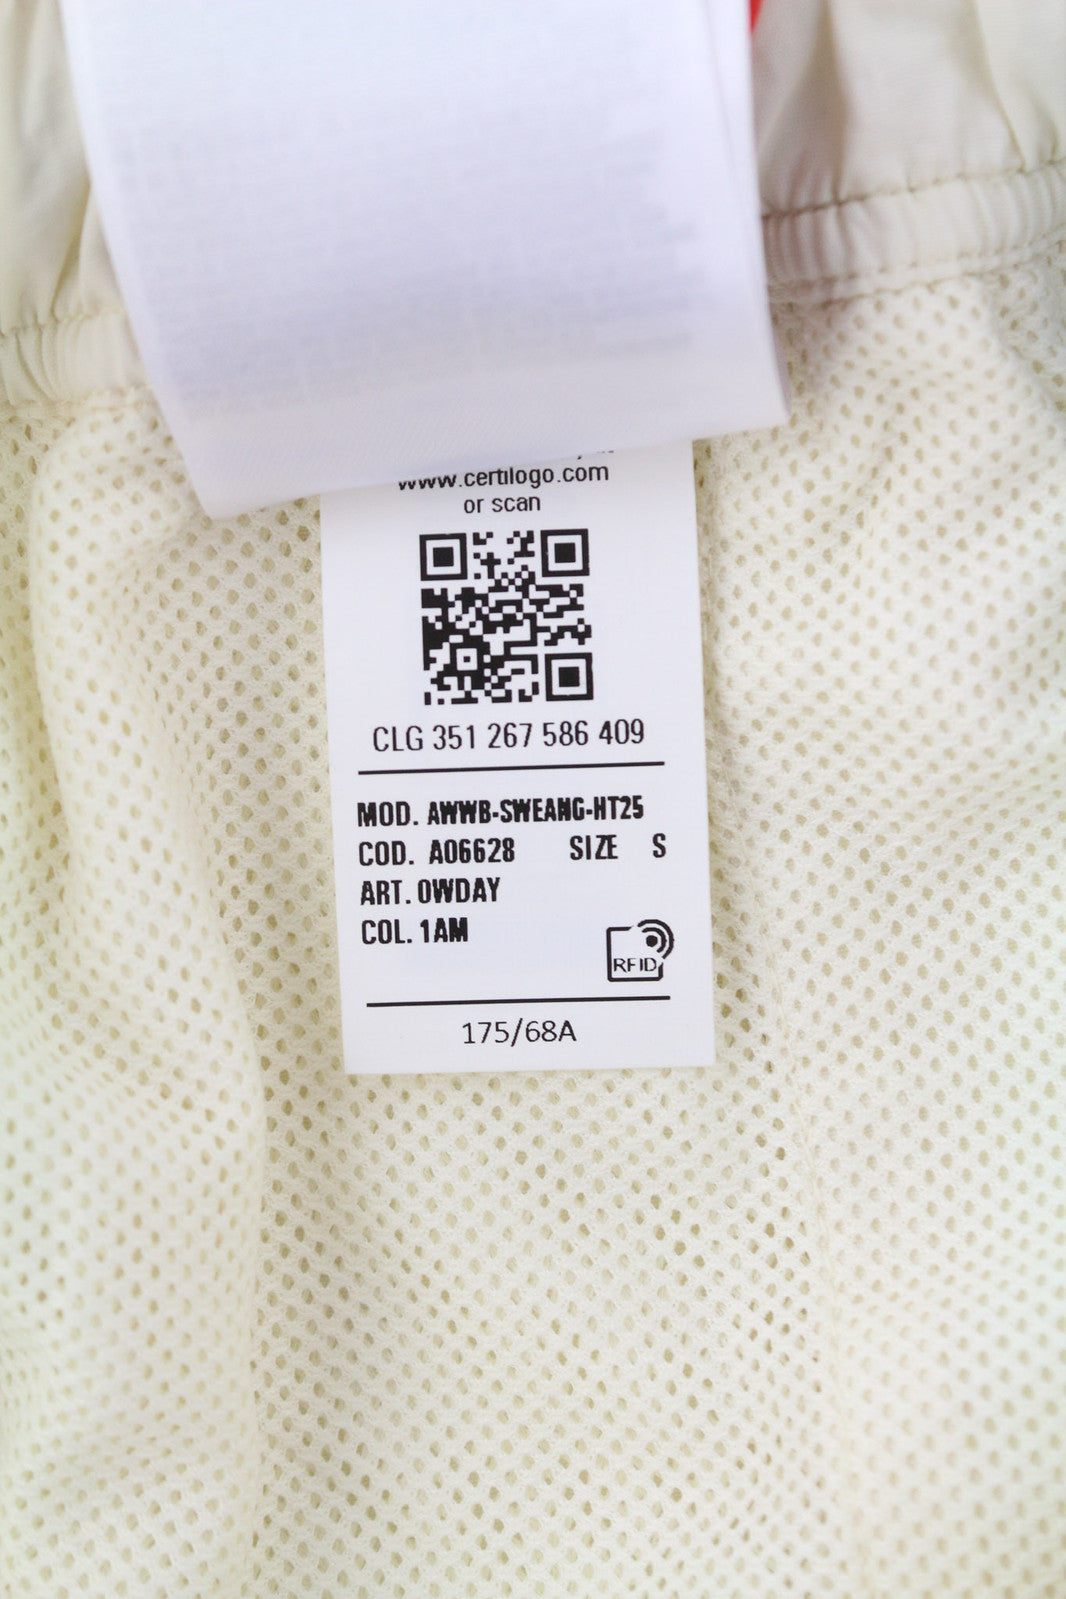 www.certilogo.com
or scan
CLG 351 267 586 409
MOD. AWWB-SWEANG-HT25
COD. A06628 SIZE S
ART. 0WDAY
COL. 1AM
RFID
175/68A